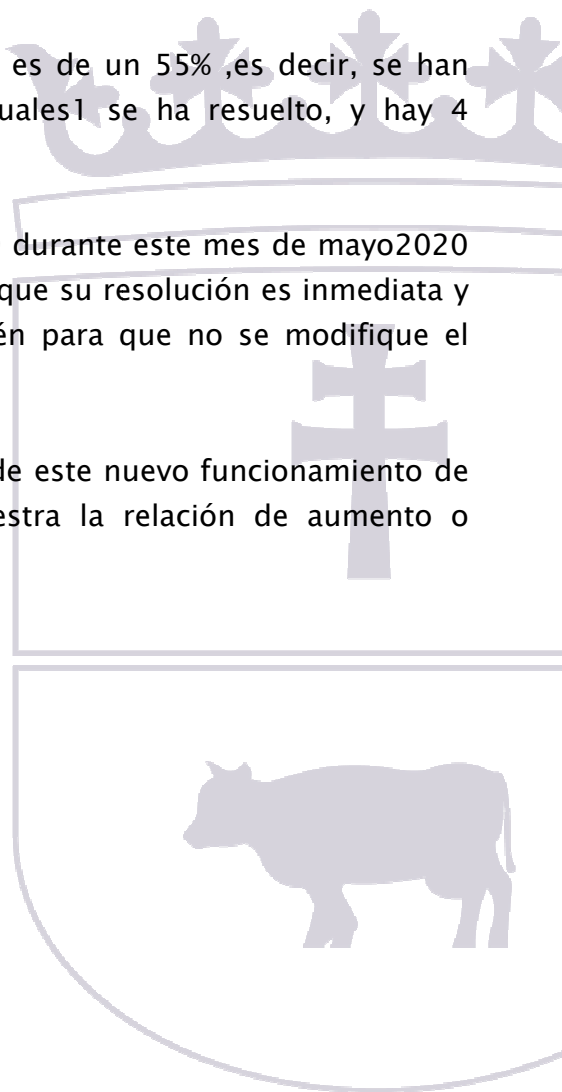 es de un 55% ,es decir, se han
uales1 se ha resuelto, y hay 4
durante este mes de mayo2020
que su resolución es inmediata y
én para que no se modifique el
de este nuevo funcionamiento de
estra la relación de aumento o